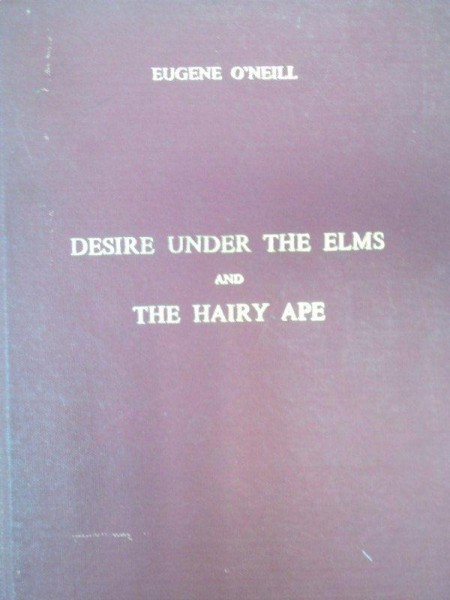 EUGENE O'NEILL
DESIRE UNDER THE ELMS
AND
THE HAIRY APE